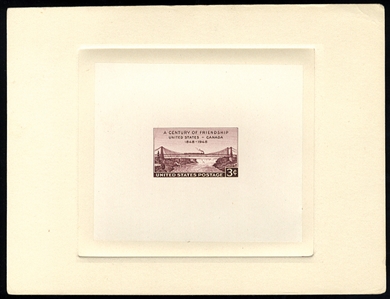 A CENTURY OF FRIENDSHIP
UNITED STATES - CANADA
1848-1948
UNITED STATES POSTAGE 3¢